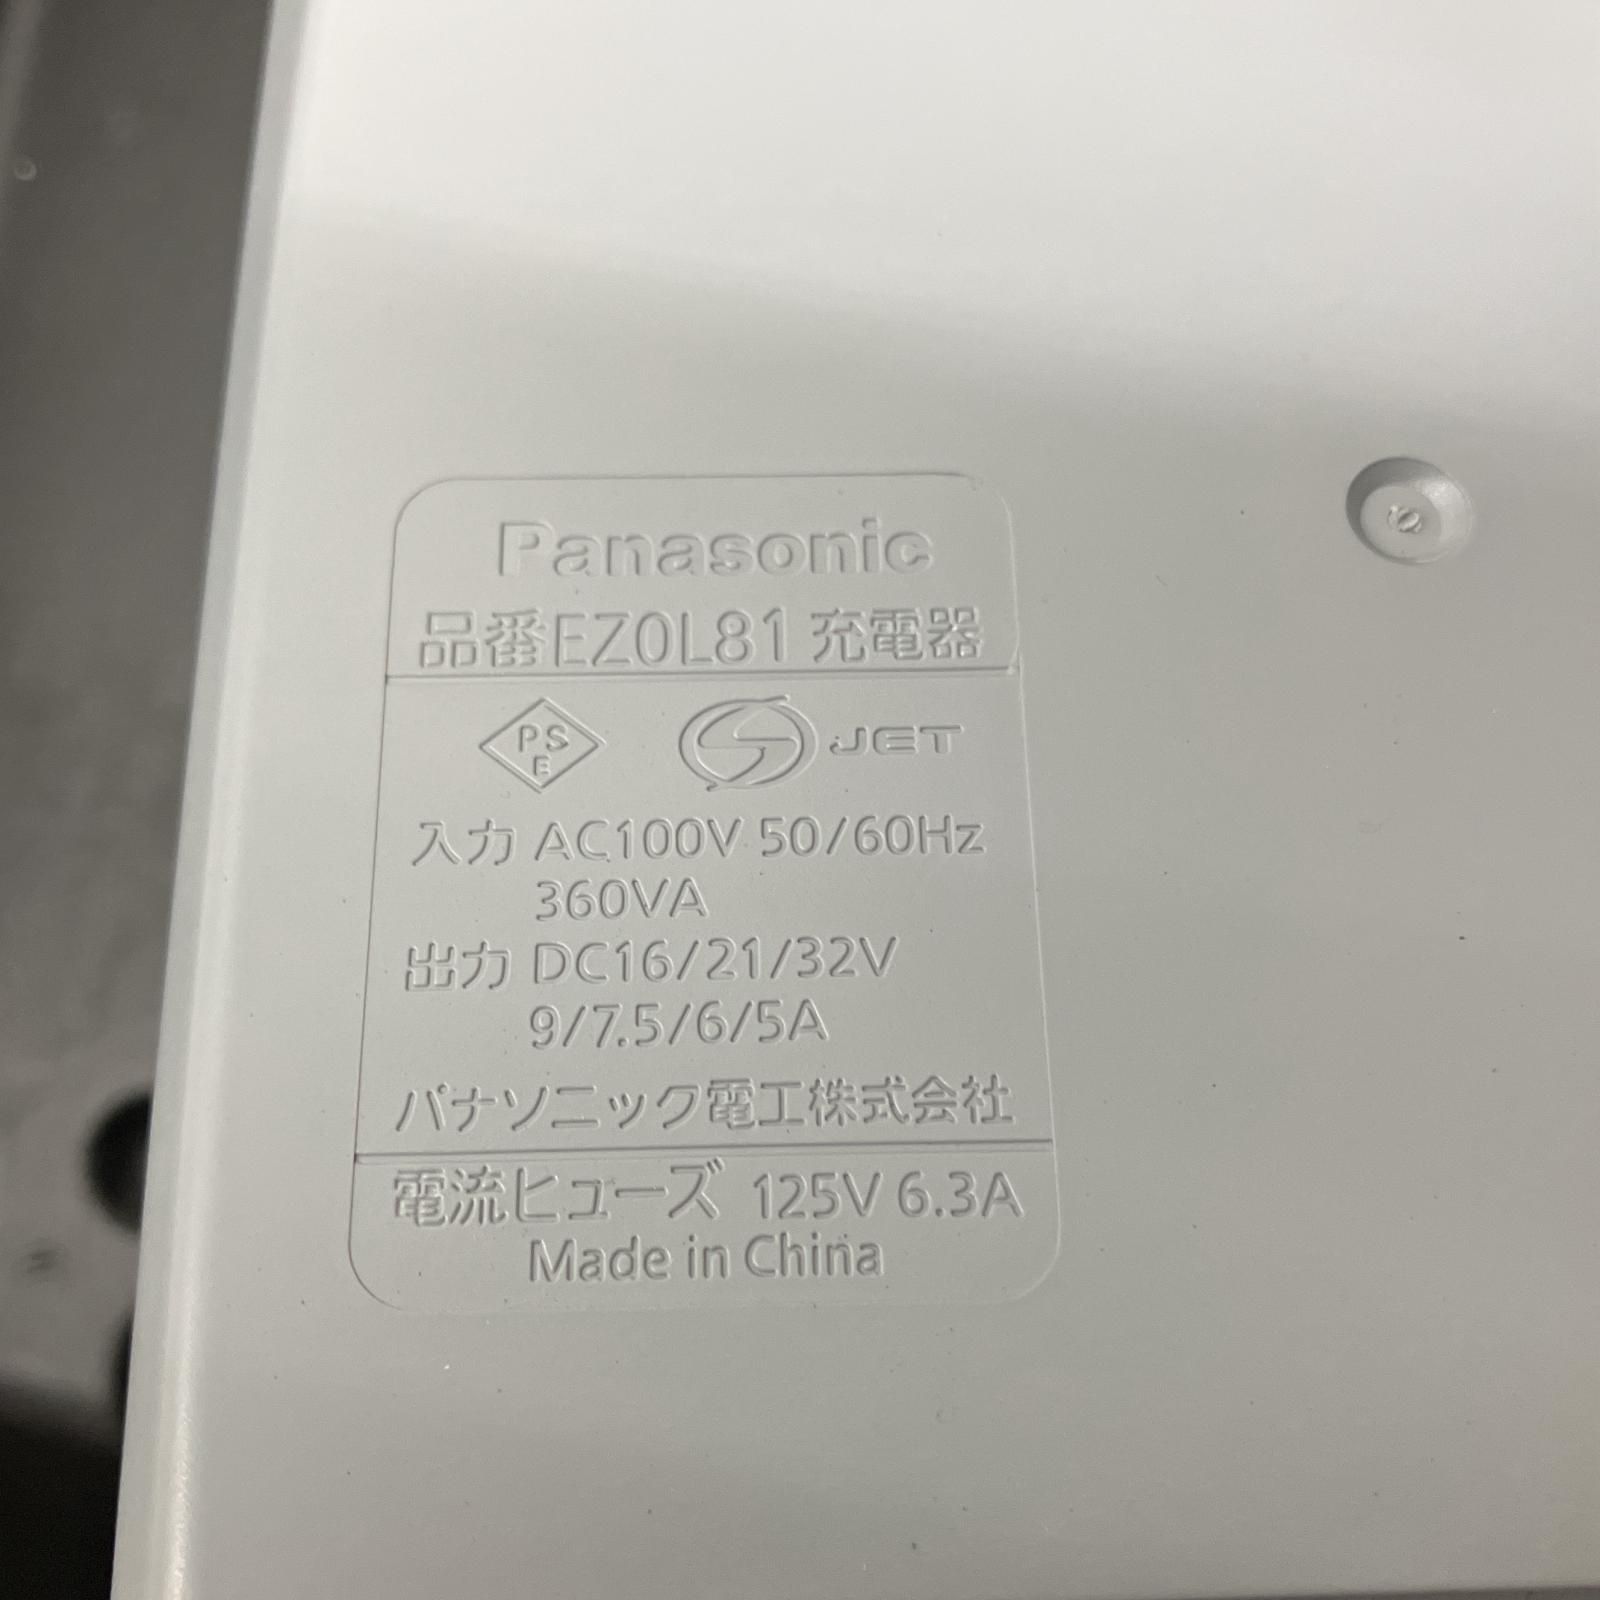 Panasonic
品番EZ0L81 充電器
PS
E
S JET
入力 AC100V 50/60Hz
360VA
出力 DC16/21/32V
9/7.5/6/5A
パナソニック電工株式会社
電流ヒューズ 125V 6.3A
Made in China